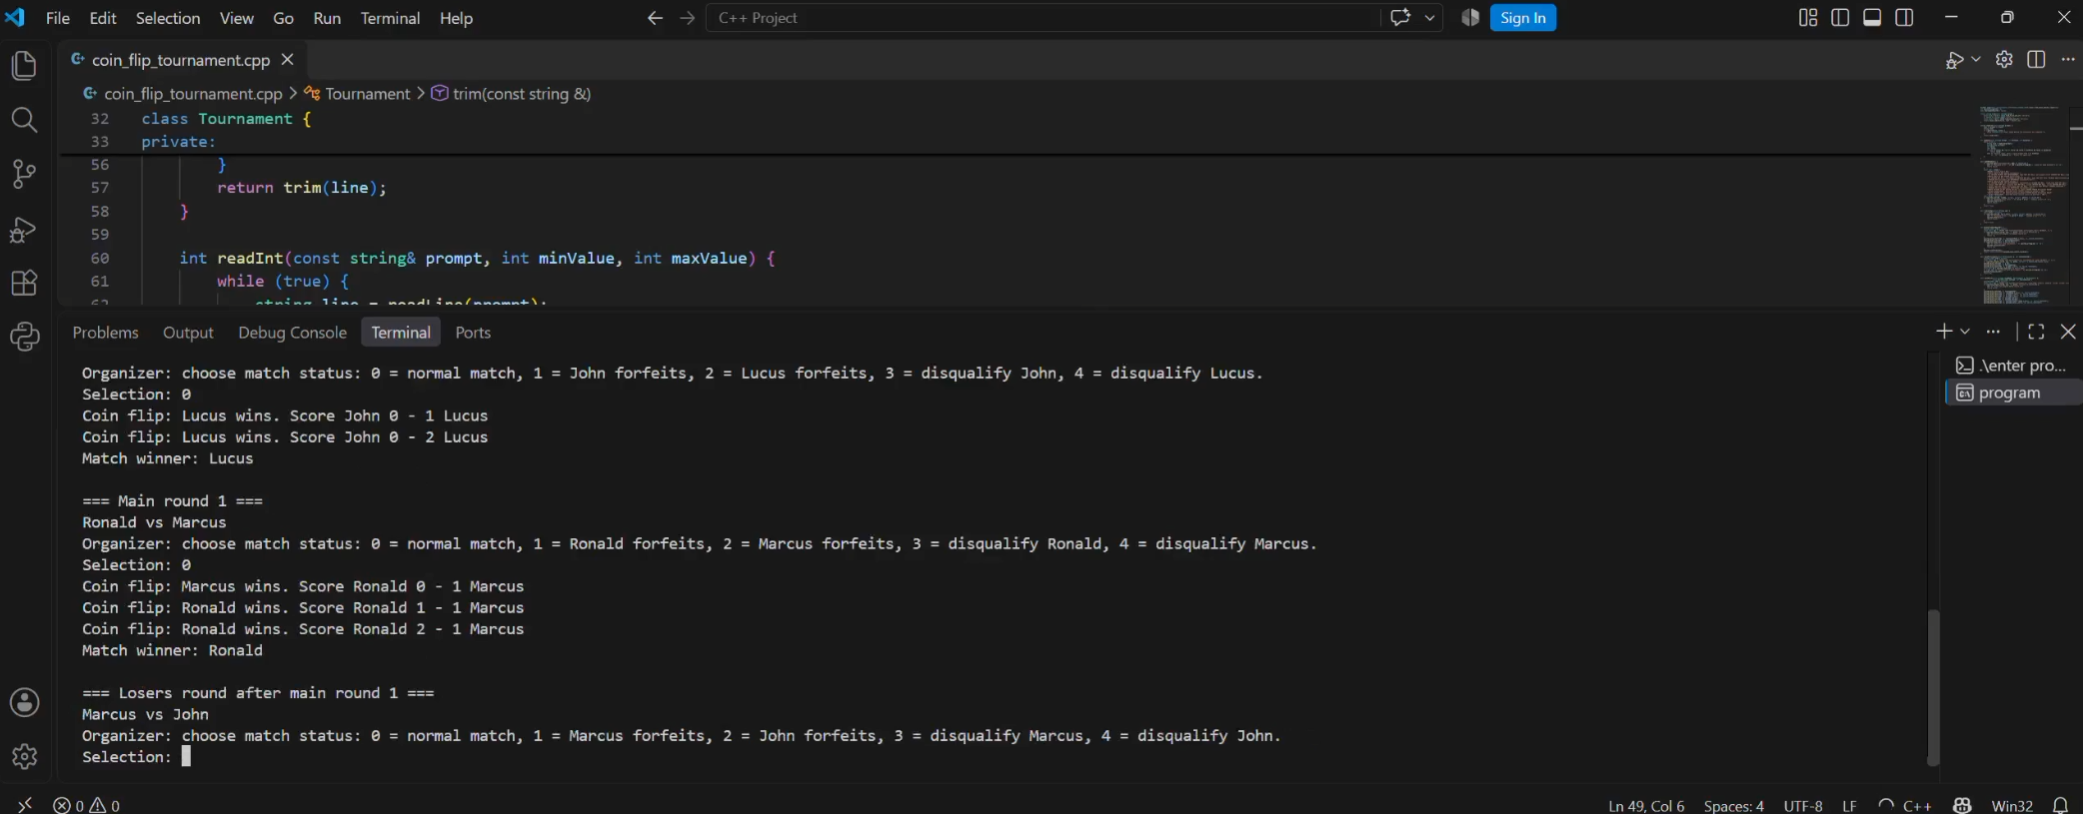 File Edit Selection View Go Run Terminal Help
C++ Project
Sign In
coin_flip_tournament.cpp
coin_flip_tournament.cpp > Tournament > trim(const string &)
32 class Tournament {
33 private:
56 }
57 return trim(line);
58 }
59
60 int readInt(const string& prompt, int minValue, int maxValue) {
61 while (true) {
62 string line = readLine(prompt);
Problems Output Debug Console Terminal Ports
Organizer: choose match status: 0 = normal match, 1 = John forfeits, 2 = Lucus forfeits, 3 = disqualify John, 4 = disqualify Lucus.
Selection: 0
Coin flip: Lucus wins. Score John 0 - 1 Lucus
Coin flip: Lucus wins. Score John 0 - 2 Lucus
Match winner: Lucus
=== Main round 1 ===
Ronald vs Marcus
Organizer: choose match status: 0 = normal match, 1 = Ronald forfeits, 2 = Marcus forfeits, 3 = disqualify Ronald, 4 = disqualify Marcus.
Selection: 0
Coin flip: Marcus wins. Score Ronald 0 - 1 Marcus
Coin flip: Ronald wins. Score Ronald 1 - 1 Marcus
Coin flip: Ronald wins. Score Ronald 2 - 1 Marcus
Match winner: Ronald
=== Losers round after main round 1 ===
Marcus vs John
Organizer: choose match status: 0 = normal match, 1 = Marcus forfeits, 2 = John forfeits, 3 = disqualify Marcus, 4 = disqualify John.
Selection:
.\enter pro...
program
0 0
Ln 49, Col 6 Spaces: 4 UTF-8 LF C++ Win32